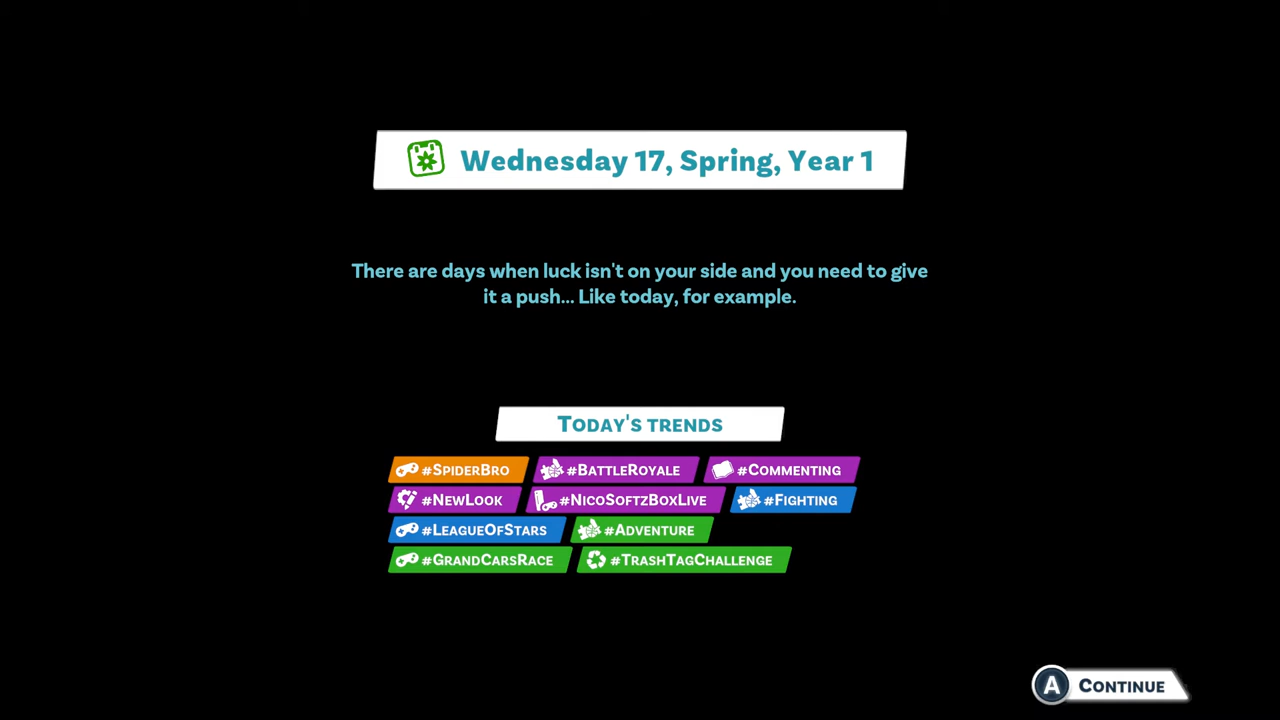 Wednesday 17, Spring, Year 1
There are days when luck isn't on your side and you need to give
it a push... Like today, for example.
Today's trends
#SpiderBro #BattleRoyale #Commenting
#NewLook #NicoSoftzBoxLive #Fighting
#LeagueOfStars #Adventure
#GrandCarsRace #TrashTagChallenge
A Continue